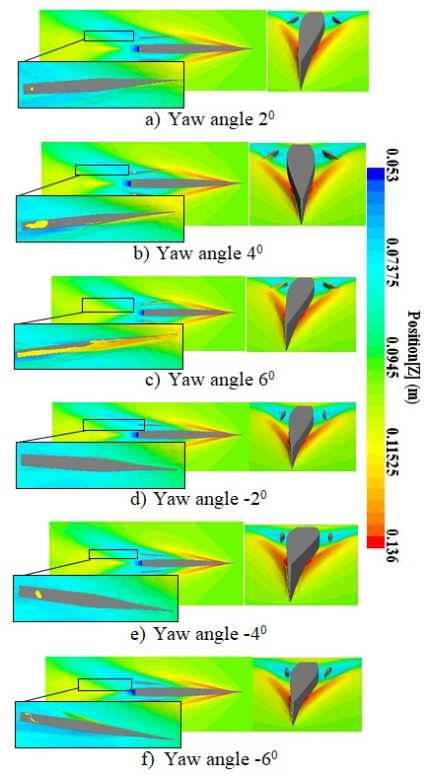 a) Yaw angle 2⁰
b) Yaw angle 4⁰
c) Yaw angle 6⁰
d) Yaw angle -2⁰
e) Yaw angle -4⁰
f) Yaw angle -6⁰
Position[Z] (m)
0.053
0.07375
0.0945
0.11525
0.136